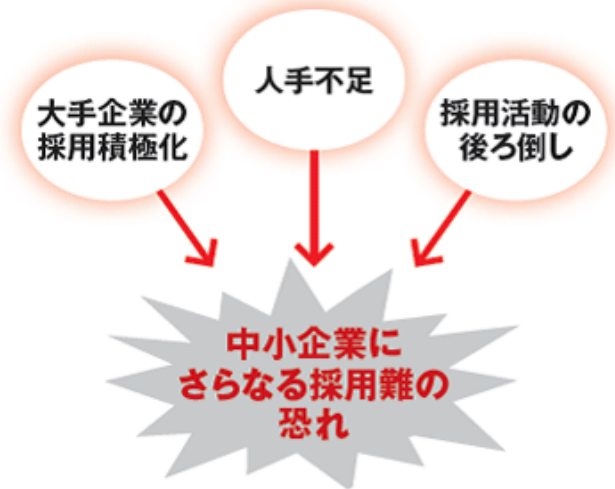 大手企業の
採用積極化
人手不足
採用活動の
後ろ倒し
中小企業に
さらなる採用難の
恐れ